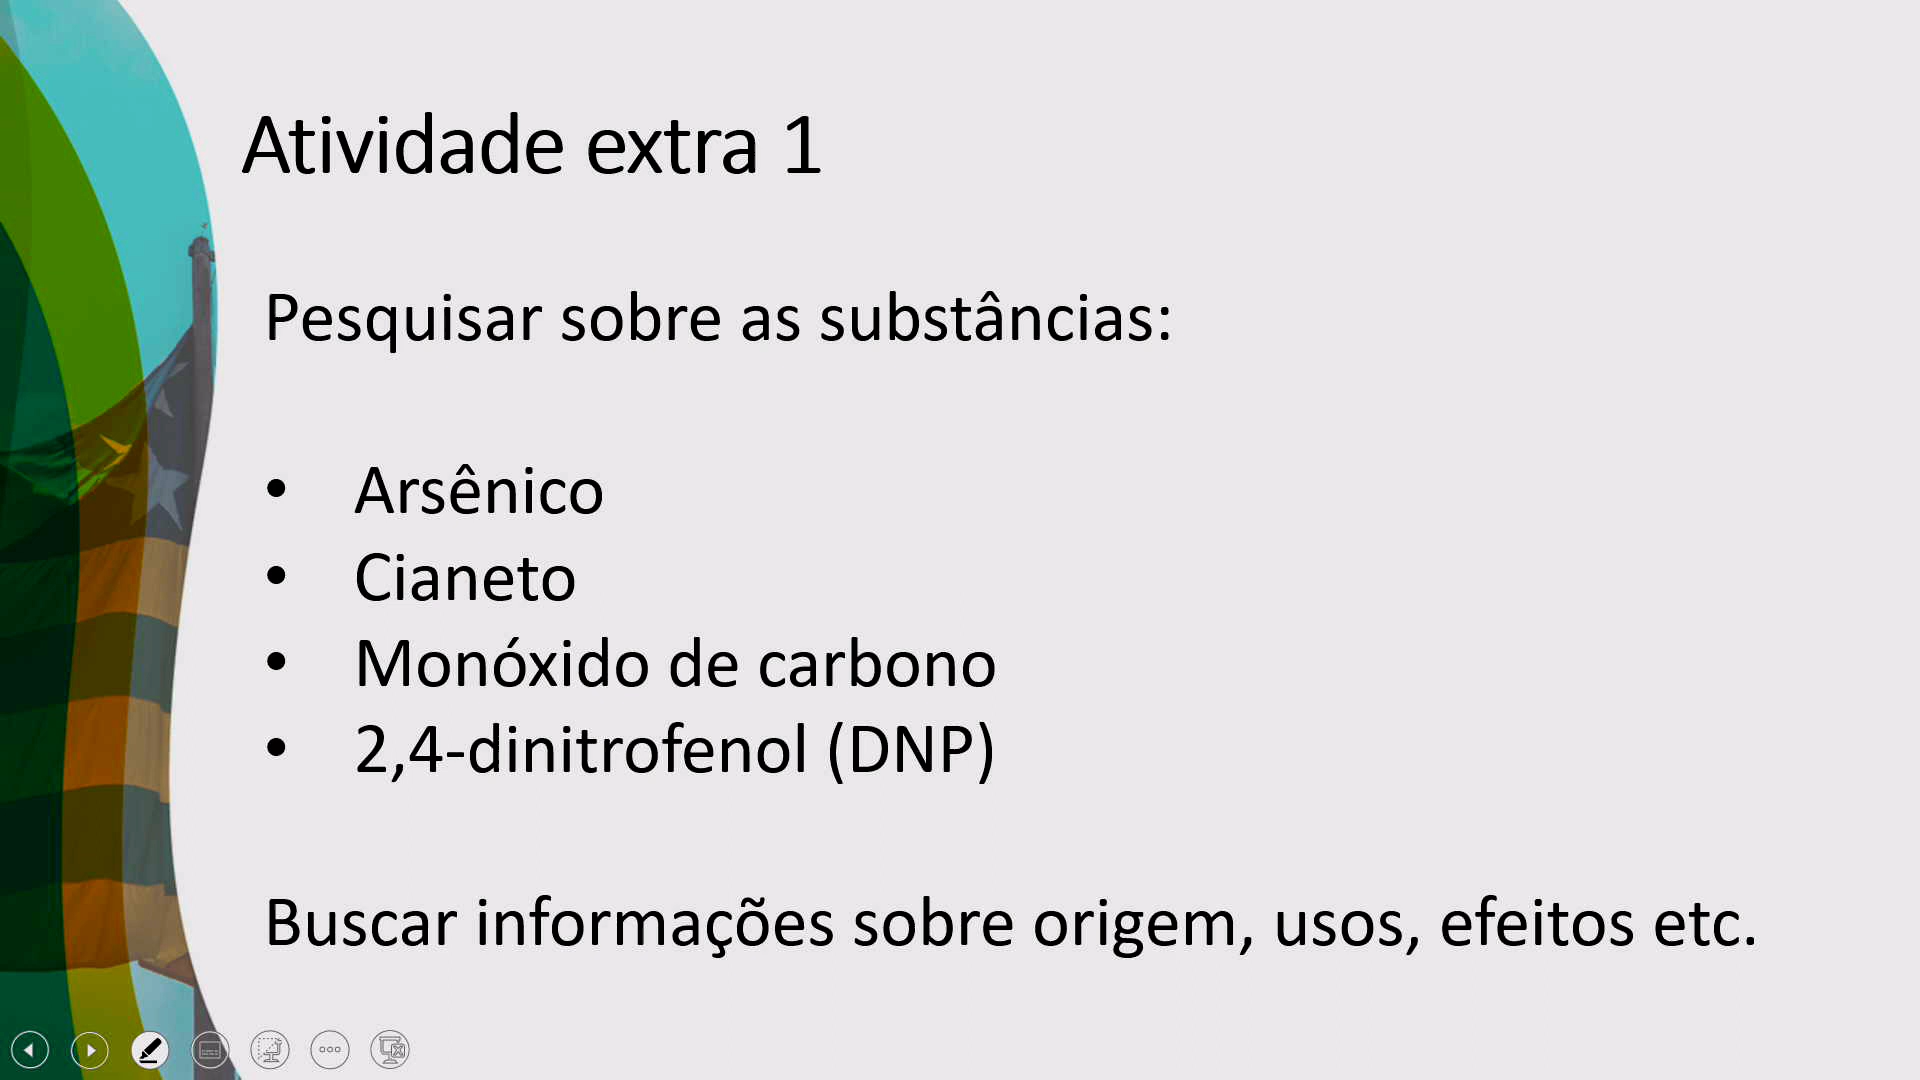 Atividade extra 1
Pesquisar sobre as substâncias:
• Arsênico
• Cianeto
• Monóxido de carbono
• 2,4-dinitrofenol (DNP)
Buscar informações sobre origem, usos, efeitos etc.